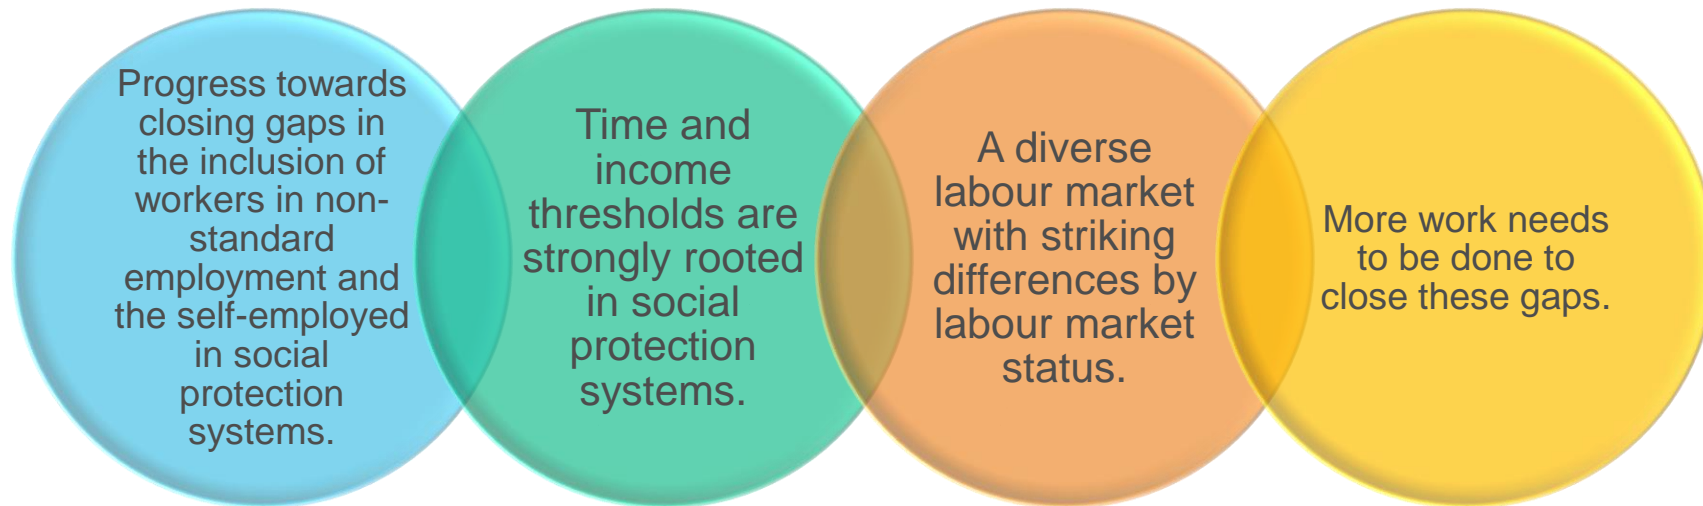 Progress towards
closing gaps in
the inclusion of
workers in non-
standard
employment and
the self-employed
in social
protection
systems.
Time and
income
thresholds are
strongly rooted
in social
protection
systems.
A diverse
labour market
with striking
differences by
labour market
status.
More work needs
to be done to
close these gaps.